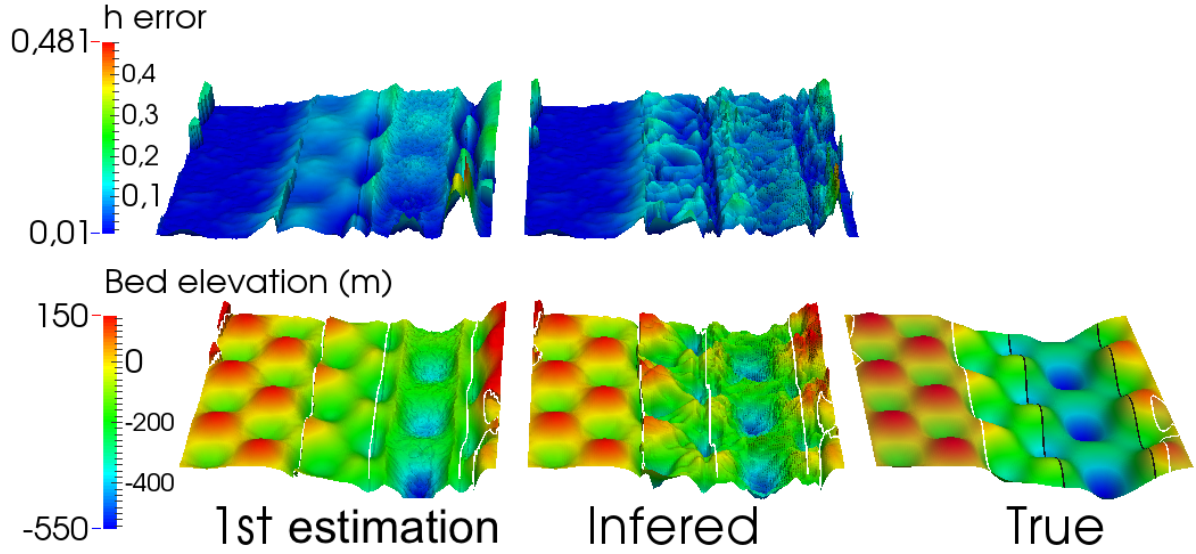 h error
0,481
0,4
0,3
0,2
0,1
0,01
Bed elevation (m)
150
0
-200
-400
-550
1st estimation
Infered
True